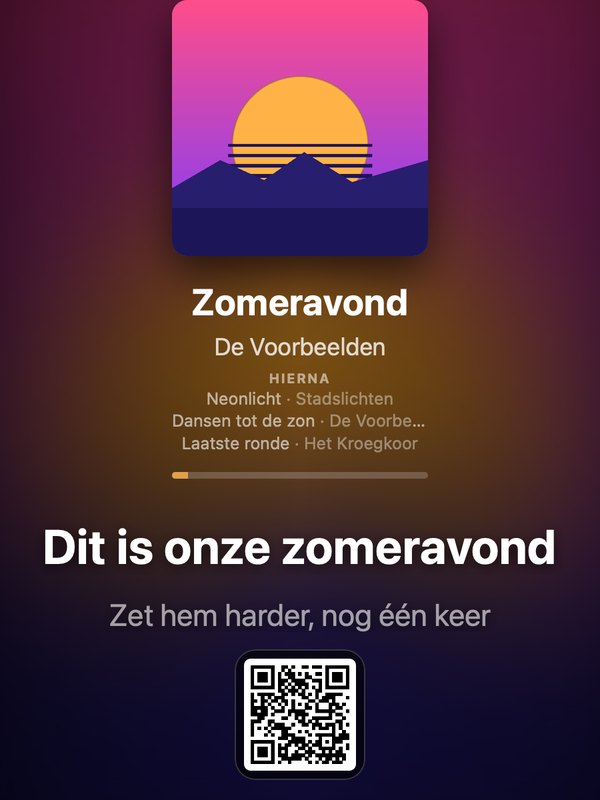 Zomeravond
De Voorbeelden
HIERNA
Neonlicht · Stadslichten
Dansen tot de zon · De Voorbe...
Laatste ronde · Het Kroegkoor
Dit is onze zomeravond
Zet hem harder, nog één keer